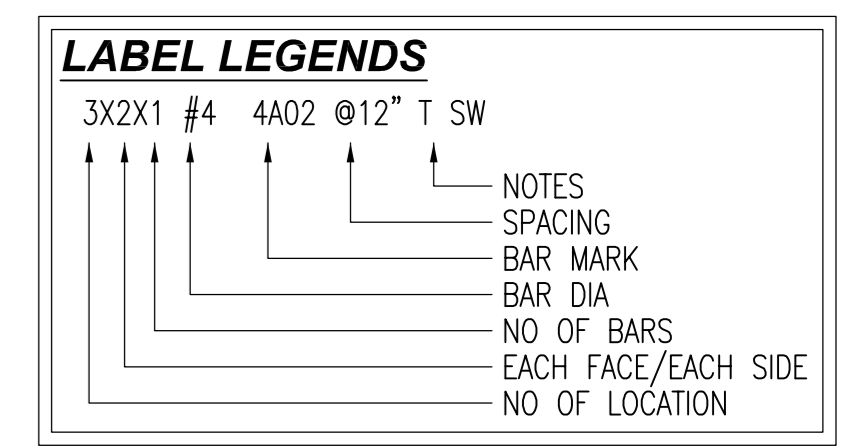 LABEL LEGENDS
3X2X1 #4 4A02 @12” T SW
NOTES
SPACING
BAR MARK
BAR DIA
NO OF BARS
EACH FACE/EACH SIDE
NO OF LOCATION